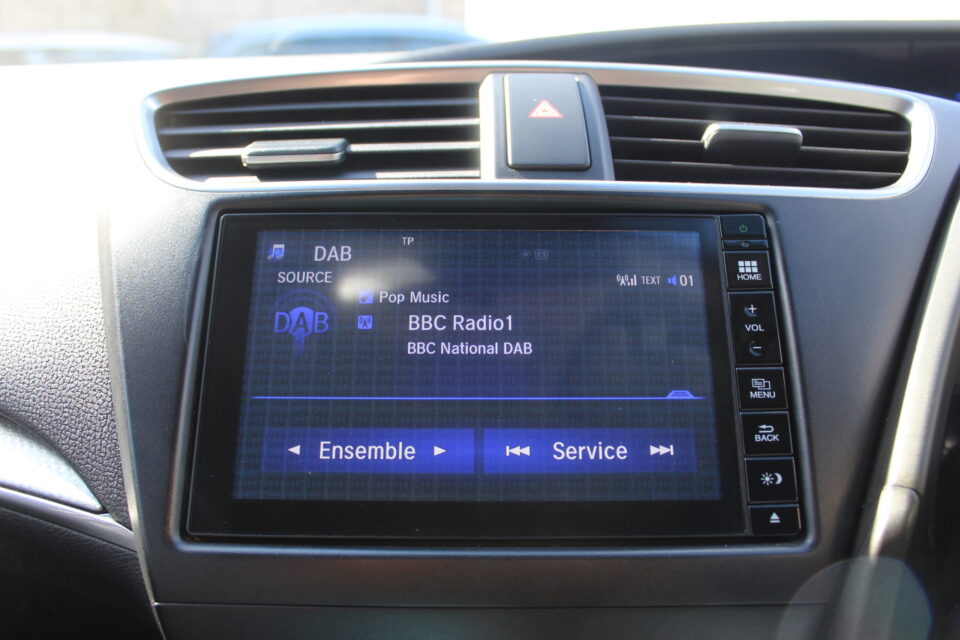 DAB
TP
SOURCE
TEXT 01
Pop Music
DAB
BBC Radio1
BBC National DAB
Ensemble
Service
HOME
+
VOL
-
MENU
BACK